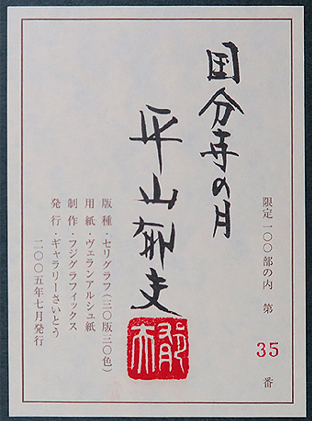 国分寺の月
限定一〇〇部の内 第 35 番
平山郁夫
郁夫
版種・セリグラフ(三〇版三〇色)
用紙・ヴェランアルシュ紙
制作・フジグラフィックス
発行・ギャラリーさいとう
二〇〇五年七月発行